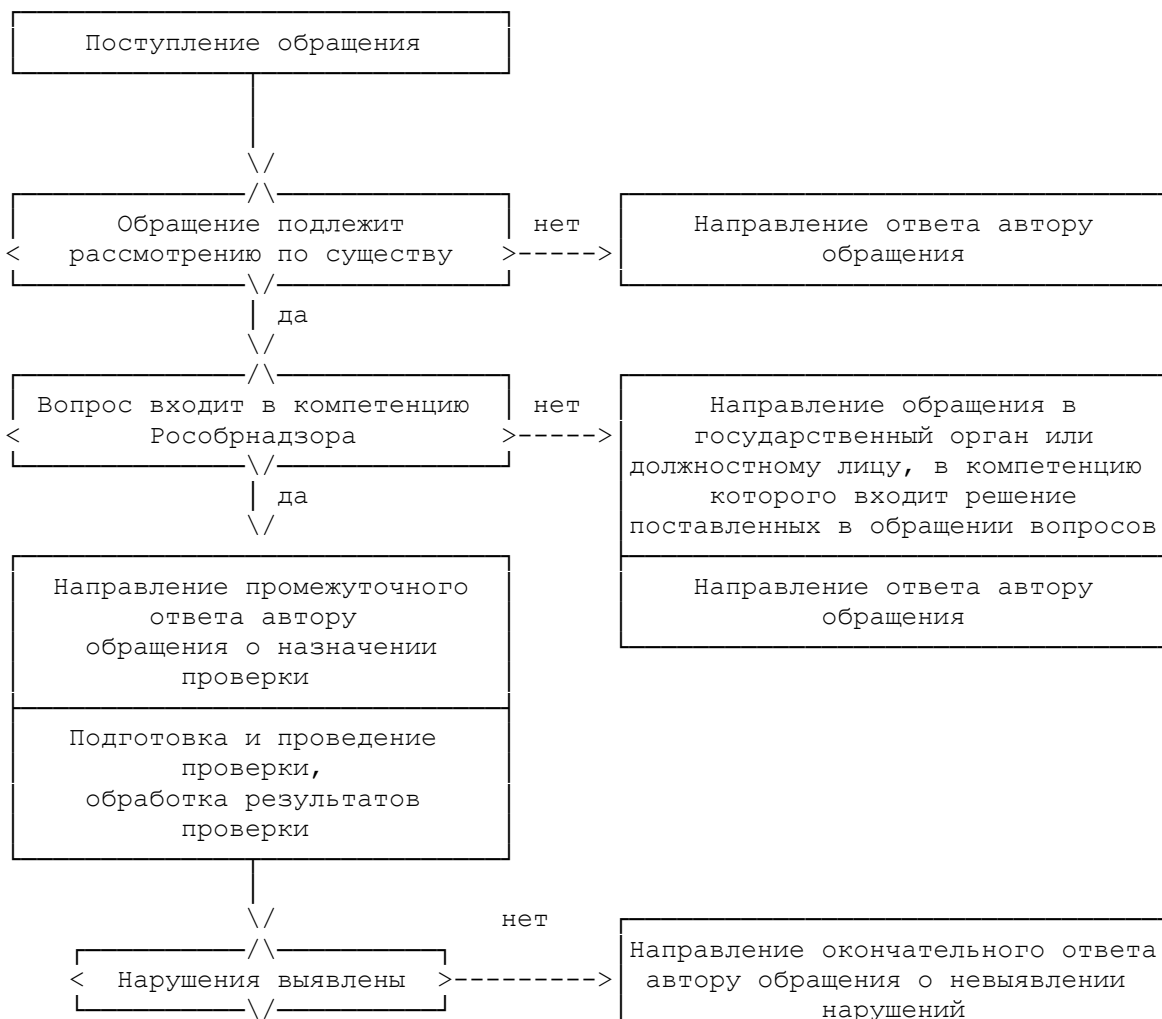 Поступление обращения
Обращение подлежит
рассмотрению по существу
нет
Направление ответа автору
обращения
да
Вопрос входит в компетенцию
Рособрнадзора
нет
Направление обращения в
государственный орган или
должностному лицу, в компетенцию
которого входит решение
поставленных в обращении вопросов
Направление ответа автору
обращения
да
Направление промежуточного
ответа автору
обращения о назначении
проверки
Подготовка и проведение
проверки,
обработка результатов
проверки
Нарушения выявлены
нет
Направление окончательного ответа
автору обращения о невыявлении
нарушений